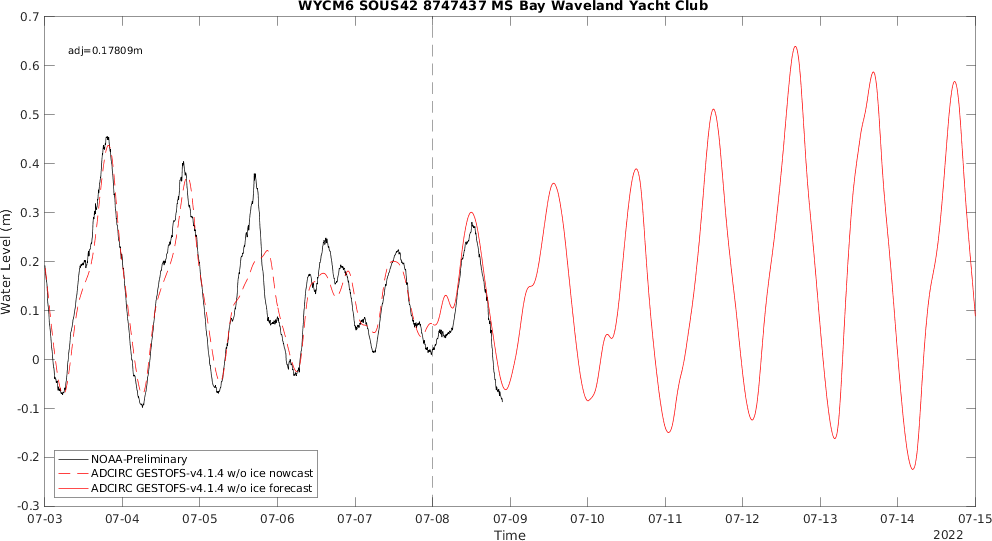 WYCM6 SOUS42 8747437 MS Bay Waveland Yacht Club
adj=0.17809m
0.7
0.6
0.5
0.4
0.3
0.2
0.1
0
-0.1
-0.2
-0.3
Water Level (m)
NOAA-Preliminary
ADCIRC GESTOFS-v4.1.4 w/o ice nowcast
ADCIRC GESTOFS-v4.1.4 w/o ice forecast
07-03 07-04 07-05 07-06 07-07 07-08 07-09 07-10 07-11 07-12 07-13 07-14 07-15
Time
2022